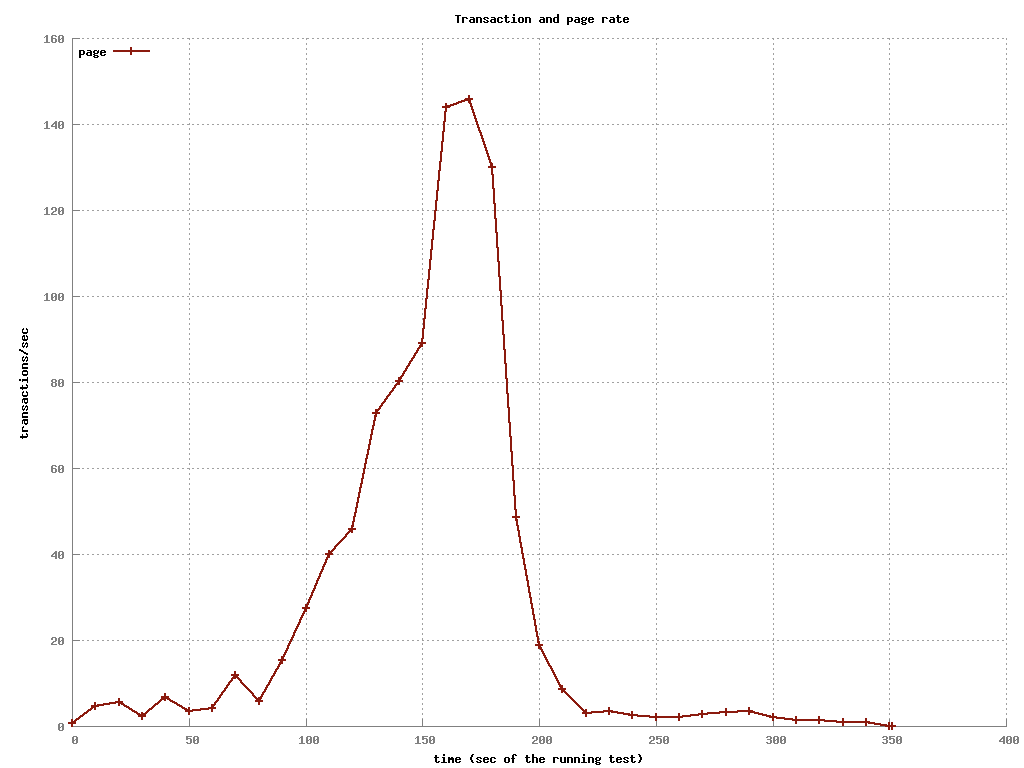 Transaction and page rate
160
page
140
120
100
80
60
40
20
0
transactions/sec
0 50 100 150 200 250 300 350 400
time (sec of the running test)